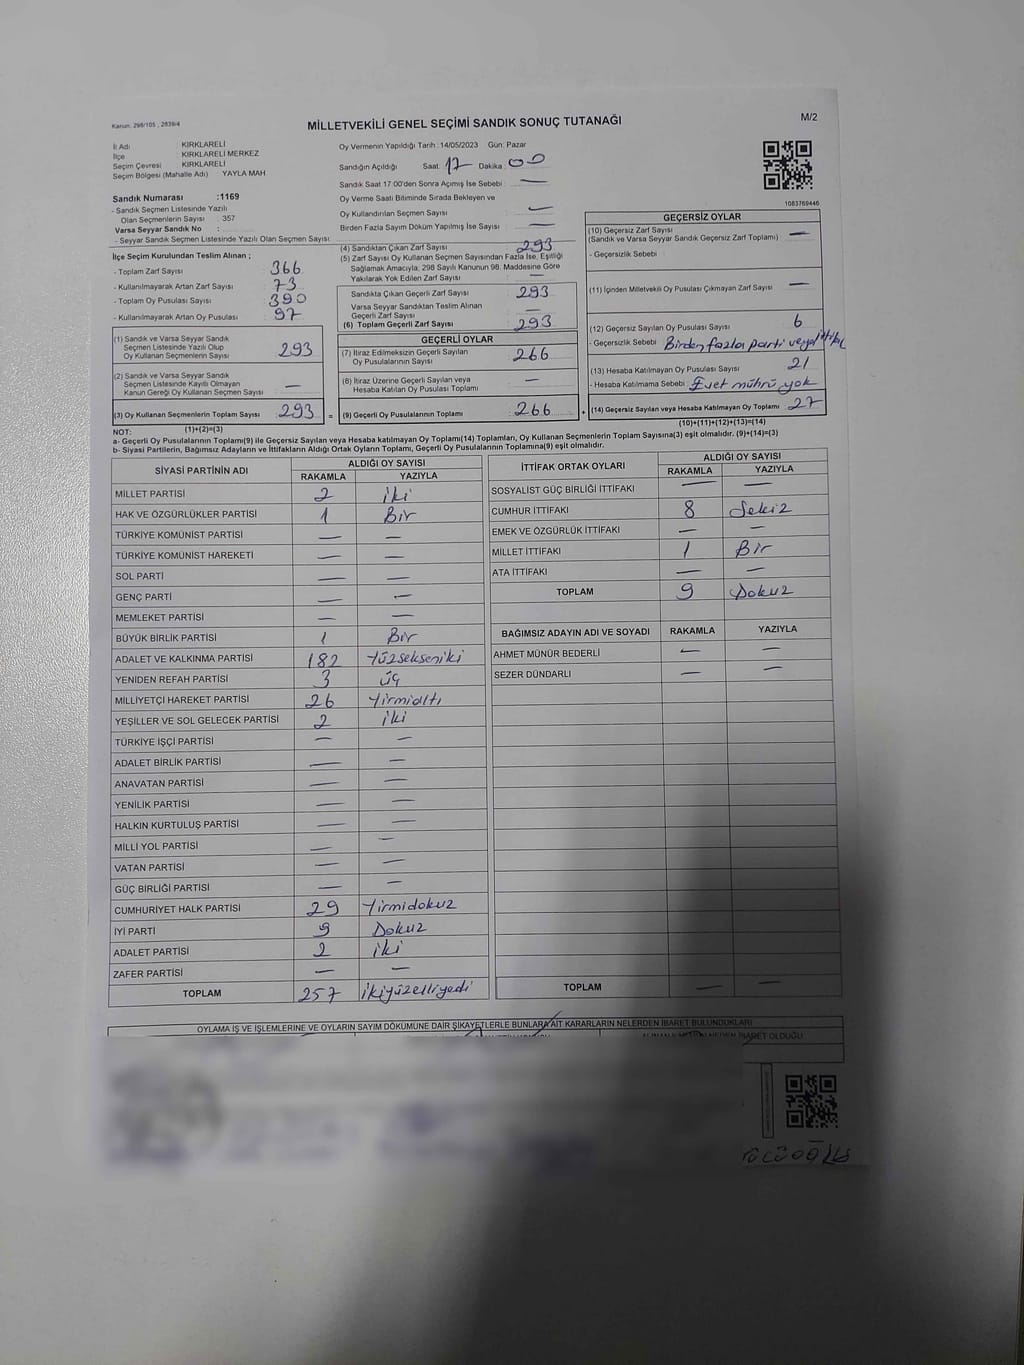 Kanun: 298/105 , 2839/4
MİLLETVEKİLİ GENEL SEÇİMİ SANDIK SONUÇ TUTANAĞI
M/2
İl Adı : KIRKLARELİ
İlçe : KIRKLARELİ MERKEZ
Seçim Çevresi : KIRKLARELİ
Seçim Bölgesi (Mahalle Adı) YAYLA MAH
Sandık Numarası :1169
- Sandık Seçmen Listesinde Yazılı
Olan Seçmenlerin Sayısı : 357
Varsa Seyyar Sandık No :
- Seyyar Sandık Seçmen Listesinde Yazılı Olan Seçmen Sayısı:
Oy Vermenin Yapıldığı Tarih :14/05/2023 Gün: Pazar
Sandığın Açıldığı Saat: 17 Dakika: 00
Sandık Saat 17:00'den Sonra Açımış İse Sebebi : —
Oy Verme Saati Bitiminde Sırada Bekleyen ve
Oy Kullandırılan Seçmen Sayısı : —
Birden Fazla Sayım Döküm Yapılmış İse Sayısı : —
1083769446
İlçe Seçim Kurulundan Teslim Alınan ;
- Toplam Zarf Sayısı : 366
- Kullanılmayarak Artan Zarf Sayısı : 73
- Toplam Oy Pusulası Sayısı : 390
- Kullanılmayarak Artan Oy Pusulası : 97
(4) Sandıktan Çıkan Zarf Sayısı : 293
(5) Zarf Sayısı Oy Kullanan Seçmen Sayısından Fazla İse, Eşitliği
Sağlamak Amacıyla; 298 Sayılı Kanunun 98. Maddesine Göre
Yakılarak Yok Edilen Zarf Sayısı : —
Sandıkta Çıkan Geçerli Zarf Sayısı : 293
Varsa Seyyar Sandıktan Teslim Alınan
Geçerli Zarf Sayısı : —
(6) Toplam Geçerli Zarf Sayısı : 293
GEÇERSİZ OYLAR
(10) Geçersiz Zarf Sayısı
(Sandık ve Varsa Seyyar Sandık Geçersiz Zarf Toplamı) : —
- Geçersizlik Sebebi :
(11) İçinden Milletvekili Oy Pusulası Çıkmayan Zarf Sayısı : —
(12) Geçersiz Sayılan Oy Pusulası Sayısı : 6
- Geçersizlik Sebebi : Birden fazla parti veya ittifak
(13) Hesaba Katılmayan Oy Pusulası Sayısı : 21
- Hesaba Katılmama Sebebi : Evet mührü yok
(14) Geçersiz Sayılan veya Hesaba Katılmayan Oy Toplamı : 27
(10)+(11)+(12)+(13)=(14)
(1) Sandık ve Varsa Seyyar Sandık
Seçmen Listesinde Yazılı Olup
Oy Kullanan Seçmenlerin Sayısı : 293
(2) Sandık ve Varsa Seyyar Sandık
Seçmen Listesinde Kayıtlı Olmayan
Kanun Gereği Oy Kullanan Seçmen Sayısı : —
(3) Oy Kullanan Seçmenlerin Toplam Sayısı : 293 =
(1)+(2)=(3)
GEÇERLİ OYLAR
(7) İtiraz Edilmeksizin Geçerli Sayılan
Oy Pusulalarının Sayısı : 266
(8) İtiraz Üzerine Geçerli Sayılan veya
Hesaba Katılan Oy Pusulası Toplamı : —
(9) Geçerli Oy Pusulalarının Toplamı : 266 +
NOT:
a- Geçerli Oy Pusulalarının Toplamı(9) ile Geçersiz Sayılan veya Hesaba katılmayan Oy Toplamı(14) Toplamları, Oy Kullanan Seçmenlerin Toplam Sayısına(3) eşit olmalıdır. (9)+(14)=(3)
b- Siyasi Partilerin, Bağımsız Adayların ve İttifakların Aldığı Ortak Oyların Toplamı, Geçerli Oy Pusulalarının Toplamına(9) eşit olmalıdır.
SİYASİ PARTİNİN ADI ALDIĞI OY SAYISI
RAKAMLA YAZIYLA
MİLLET PARTİSİ 2 iki
HAK VE ÖZGÜRLÜKLER PARTİSİ 1 Bir
TÜRKİYE KOMÜNİST PARTİSİ — —
TÜRKİYE KOMÜNİST HAREKETİ — —
SOL PARTİ — —
GENÇ PARTİ — —
MEMLEKET PARTİSİ — —
BÜYÜK BİRLİK PARTİSİ 1 Bir
ADALET VE KALKINMA PARTİSİ 182 Yüzsekseniki
YENİDEN REFAH PARTİSİ 3 üç
MİLLİYETÇİ HAREKET PARTİSİ 26 Yirmialtı
YEŞİLLER VE SOL GELECEK PARTİSİ 2 iki
TÜRKİYE İŞÇİ PARTİSİ — —
ADALET BİRLİK PARTİSİ — —
ANAVATAN PARTİSİ — —
YENİLİK PARTİSİ — —
HALKIN KURTULUŞ PARTİSİ — —
MİLLİ YOL PARTİSİ — —
VATAN PARTİSİ — —
GÜÇ BİRLİĞİ PARTİSİ — —
CUMHURİYET HALK PARTİSİ 29 Yirmidokuz
İYİ PARTİ 9 Dokuz
ADALET PARTİSİ 2 iki
ZAFER PARTİSİ — —
TOPLAM 257 ikiyüzelliyedi
İTTİFAK ORTAK OYLARI ALDIĞI OY SAYISI
RAKAMLA YAZIYLA
SOSYALİST GÜÇ BİRLİĞİ İTTİFAKI — —
CUMHUR İTTİFAKI 8 Sekiz
EMEK VE ÖZGÜRLÜK İTTİFAKI — —
MİLLET İTTİFAKI 1 Bir
ATA İTTİFAKI — —
TOPLAM 9 Dokuz
BAĞIMSIZ ADAYIN ADI VE SOYADI RAKAMLA YAZIYLA
AHMET MÜNÜR BEDERLİ — —
SEZER DÜNDARLI — —
TOPLAM — —
OYLAMA İŞ VE İŞLEMLERİNE VE OYLARIN SAYIM DÖKÜMÜNE DAİR ŞİKAYETLERLE BUNLARA AİT KARARLARIN NELERDEN İBARET BULUNDUKLARI